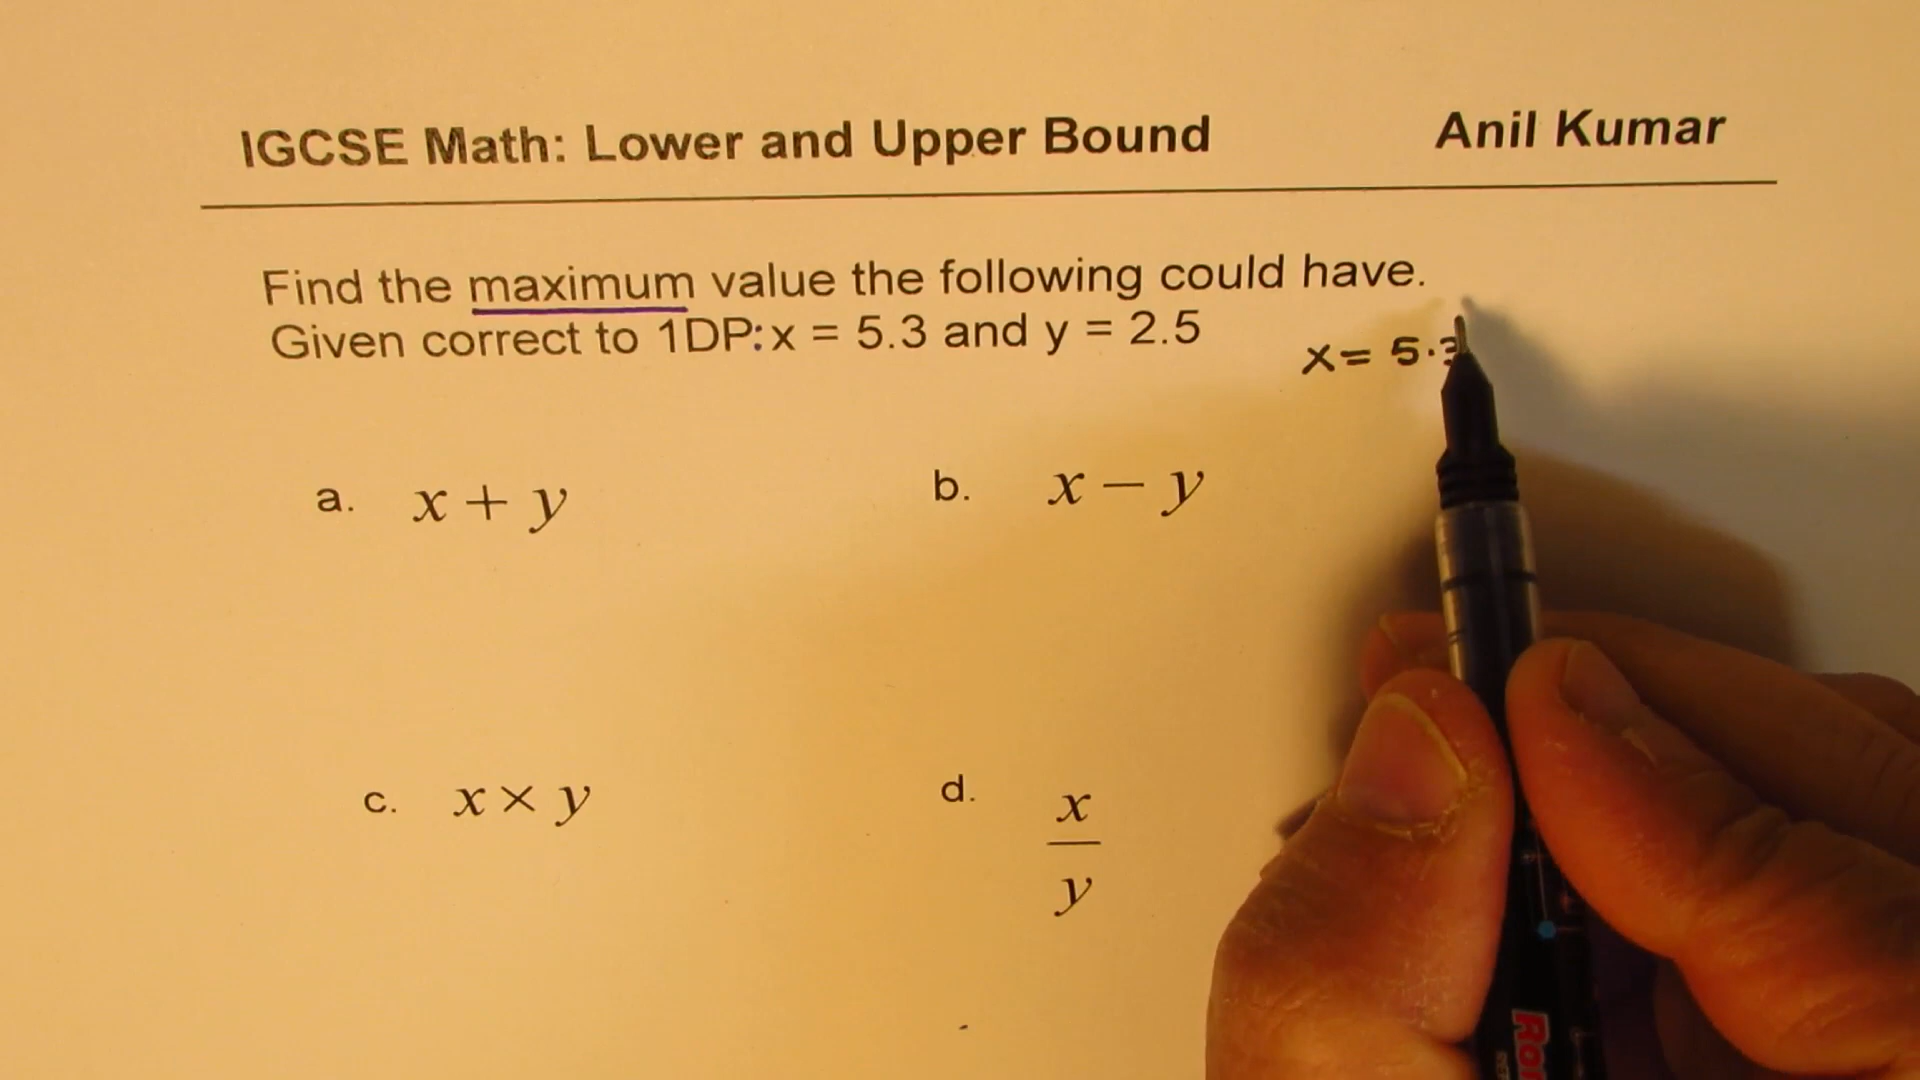 IGCSE Math: Lower and Upper Bound Anil Kumar
Find the maximum value the following could have.
Given correct to 1DP: x = 5.3 and y = 2.5
x = 5.3
a. x + y b. x − y
c. x × y d. x
y